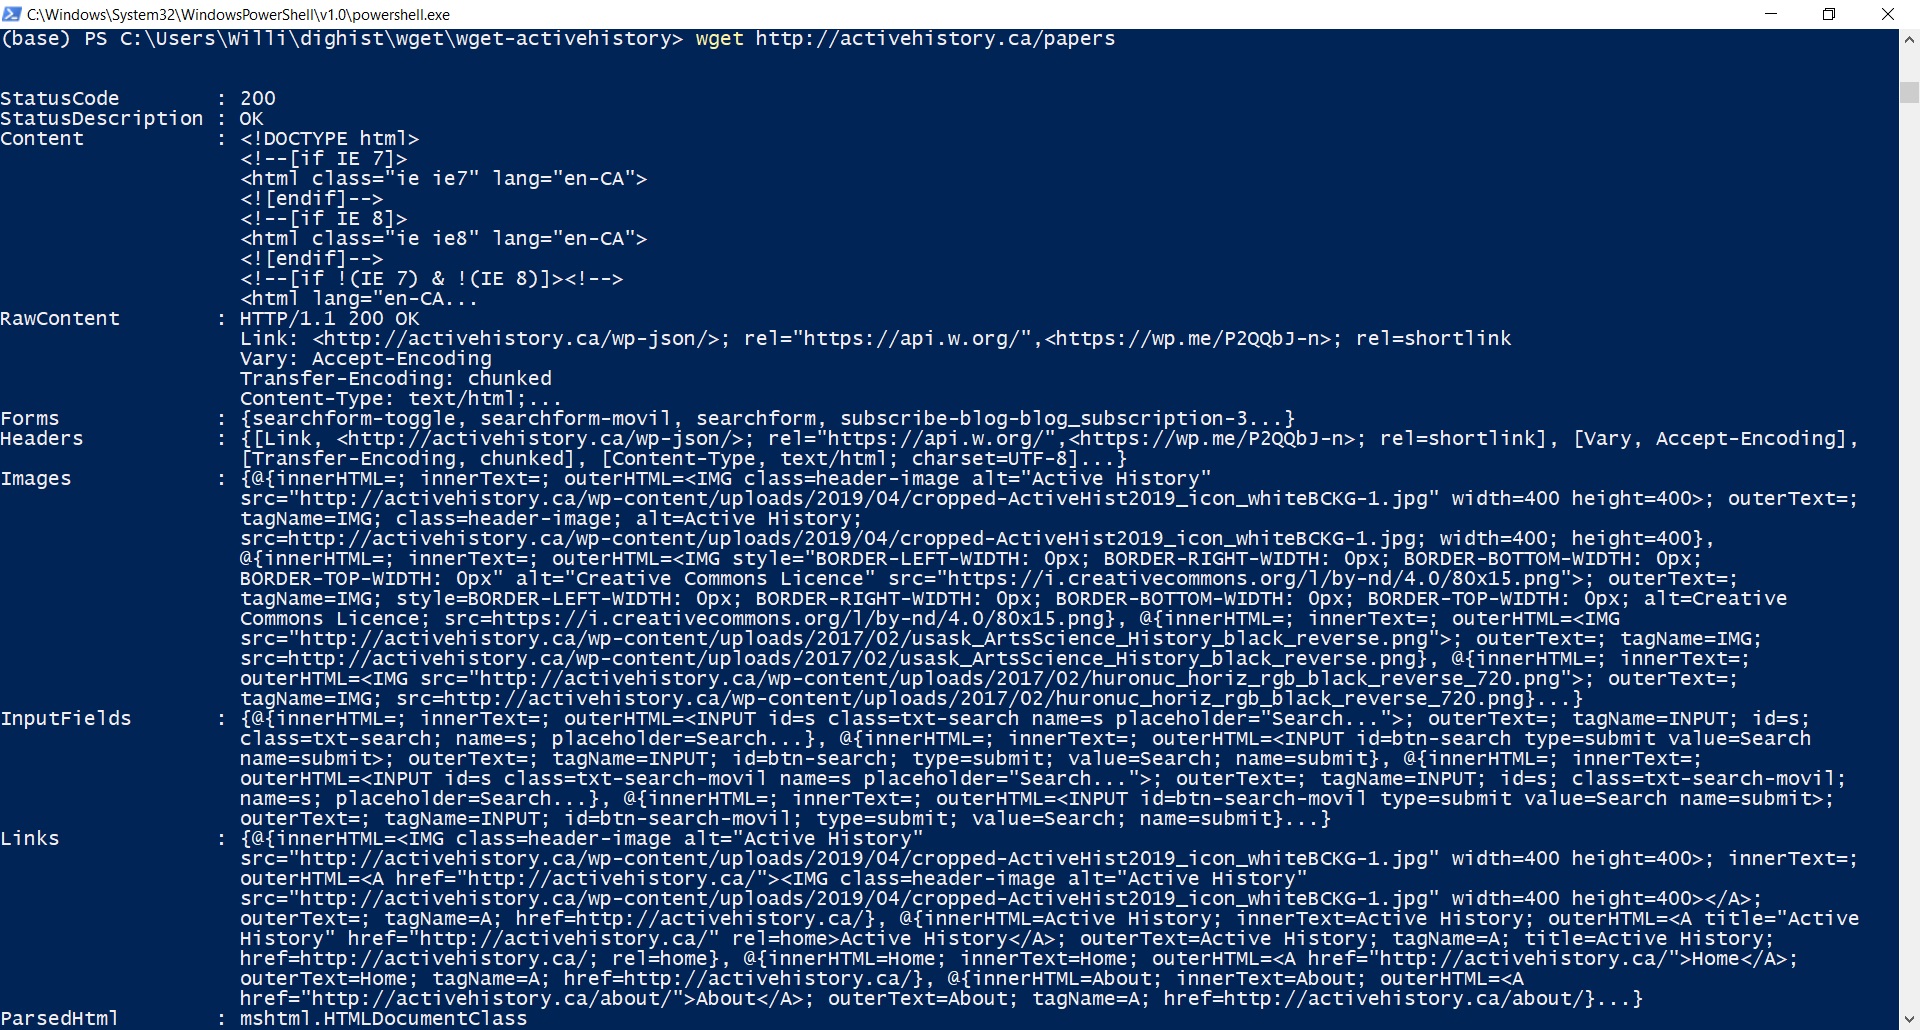 C:\Windows\System32\WindowsPowerShell\v1.0\powershell.exe
(base) PS C:\Users\Willi\dighist\wget\wget-activehistory> wget http://activehistory.ca/papers
StatusCode        : 200
StatusDescription : OK
Content           : <!DOCTYPE html>
                    <!--[if IE 7]>
                    <html class="ie ie7" lang="en-CA">
                    <![endif]-->
                    <!--[if IE 8]>
                    <html class="ie ie8" lang="en-CA">
                    <![endif]-->
                    <!--[if !(IE 7) & !(IE 8)]><!-->
                    <html lang="en-CA...
RawContent        : HTTP/1.1 200 OK
                    Link: <http://activehistory.ca/wp-json/>; rel="https://api.w.org/",<https://wp.me/P2QQbJ-n>; rel=shortlink
                    Vary: Accept-Encoding
                    Transfer-Encoding: chunked
                    Content-Type: text/html;...
Forms             : {searchform-toggle, searchform-movil, searchform, subscribe-blog-blog_subscription-3...}
Headers           : {[Link, <http://activehistory.ca/wp-json/>; rel="https://api.w.org/",<https://wp.me/P2QQbJ-n>; rel=shortlink], [Vary, Accept-Encoding],
                    [Transfer-Encoding, chunked], [Content-Type, text/html; charset=UTF-8]...}
Images            : {@{innerHTML=; innerText=; outerHTML=<IMG class=header-image alt="Active History"
                    src="http://activehistory.ca/wp-content/uploads/2019/04/cropped-ActiveHist2019_icon_whiteBCKG-1.jpg" width=400 height=400>; outerText=;
                    tagName=IMG; class=header-image; alt=Active History;
                    src=http://activehistory.ca/wp-content/uploads/2019/04/cropped-ActiveHist2019_icon_whiteBCKG-1.jpg; width=400; height=400},
                    @{innerHTML=; innerText=; outerHTML=<IMG style="BORDER-LEFT-WIDTH: 0px; BORDER-RIGHT-WIDTH: 0px; BORDER-BOTTOM-WIDTH: 0px;
                    BORDER-TOP-WIDTH: 0px" alt="Creative Commons Licence" src="https://i.creativecommons.org/l/by-nd/4.0/80x15.png">; outerText=;
                    tagName=IMG; style=BORDER-LEFT-WIDTH: 0px; BORDER-RIGHT-WIDTH: 0px; BORDER-BOTTOM-WIDTH: 0px; BORDER-TOP-WIDTH: 0px; alt=Creative
                    Commons Licence; src=https://i.creativecommons.org/l/by-nd/4.0/80x15.png}, @{innerHTML=; innerText=; outerHTML=<IMG
                    src="http://activehistory.ca/wp-content/uploads/2017/02/usask_ArtsScience_History_black_reverse.png">; outerText=; tagName=IMG;
                    src=http://activehistory.ca/wp-content/uploads/2017/02/usask_ArtsScience_History_black_reverse.png}, @{innerHTML=; innerText=;
                    outerHTML=<IMG src="http://activehistory.ca/wp-content/uploads/2017/02/huronuc_horiz_rgb_black_reverse_720.png">; outerText=;
                    tagName=IMG; src=http://activehistory.ca/wp-content/uploads/2017/02/huronuc_horiz_rgb_black_reverse_720.png}...}
InputFields       : {@{innerHTML=; innerText=; outerHTML=<INPUT id=s class=txt-search name=s placeholder="Search...">; outerText=; tagName=INPUT; id=s;
                    class=txt-search; name=s; placeholder=Search...}, @{innerHTML=; innerText=; outerHTML=<INPUT id=btn-search type=submit value=Search
                    name=submit>; outerText=; tagName=INPUT; id=btn-search; type=submit; value=Search; name=submit}, @{innerHTML=; innerText=;
                    outerHTML=<INPUT id=s class=txt-search-movil name=s placeholder="Search...">; outerText=; tagName=INPUT; id=s; class=txt-search-movil;
                    name=s; placeholder=Search...}, @{innerHTML=; innerText=; outerHTML=<INPUT id=btn-search-movil type=submit value=Search name=submit>;
                    outerText=; tagName=INPUT; id=btn-search-movil; type=submit; value=Search; name=submit}...}
Links             : {@{innerHTML=<IMG class=header-image alt="Active History"
                    src="http://activehistory.ca/wp-content/uploads/2019/04/cropped-ActiveHist2019_icon_whiteBCKG-1.jpg" width=400 height=400>; innerText=;
                    outerHTML=<A href="http://activehistory.ca/"><IMG class=header-image alt="Active History"
                    src="http://activehistory.ca/wp-content/uploads/2019/04/cropped-ActiveHist2019_icon_whiteBCKG-1.jpg" width=400 height=400></A>;
                    outerText=; tagName=A; href=http://activehistory.ca/}, @{innerHTML=Active History; innerText=Active History; outerHTML=<A title="Active
                    History" href="http://activehistory.ca/" rel=home>Active History</A>; outerText=Active History; tagName=A; title=Active History;
                    href=http://activehistory.ca/; rel=home}, @{innerHTML=Home; innerText=Home; outerHTML=<A href="http://activehistory.ca/">Home</A>;
                    outerText=Home; tagName=A; href=http://activehistory.ca/}, @{innerHTML=About; innerText=About; outerHTML=<A
                    href="http://activehistory.ca/about/">About</A>; outerText=About; tagName=A; href=http://activehistory.ca/about/}...}
ParsedHtml        : mshtml.HTMLDocumentClass